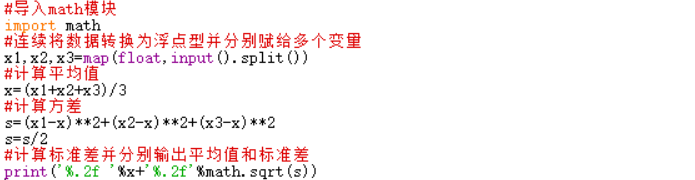 #导入math模块
import math
#连续将数据转换为浮点型并分别赋给多个变量
x1,x2,x3=map(float,input().split())
#计算平均值
x=(x1+x2+x3)/3
#计算方差
s=(x1-x)**2+(x2-x)**2+(x3-x)**2
s=s/2
#计算标准差并分别输出平均值和标准差
print('%.2f '%x+'%.2f'%math.sqrt(s))